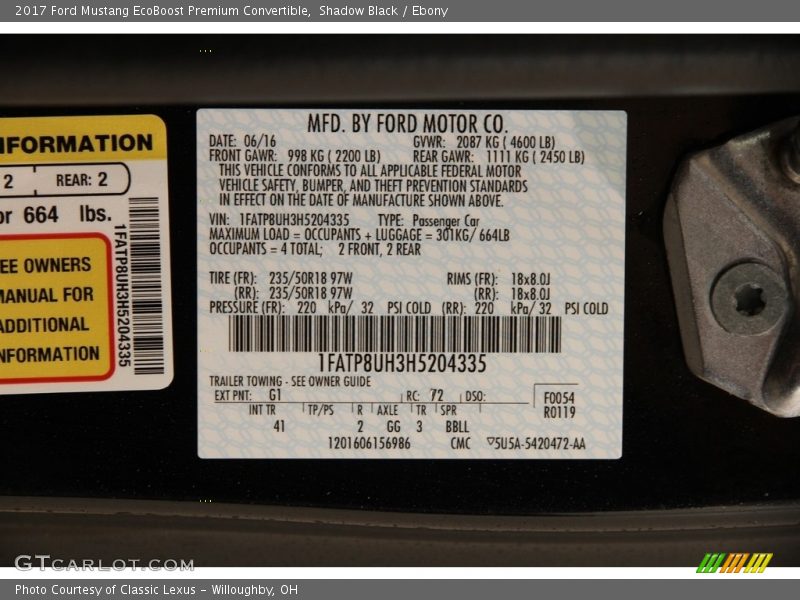 2017 Ford Mustang EcoBoost Premium Convertible, Shadow Black / Ebony
INFORMATION
2 REAR: 2
or 664 lbs.
EE OWNERS
MANUAL FOR
ADDITIONAL
NFORMATION
1FATP8UH3H5204335
MFD. BY FORD MOTOR CO.
DATE: 06/16 GVWR: 2087 KG ( 4600 LB)
FRONT GAWR: 998 KG ( 2200 LB) REAR GAWR: 1111 KG ( 2450 LB)
THIS VEHICLE CONFORMS TO ALL APPLICABLE FEDERAL MOTOR
VEHICLE SAFETY, BUMPER, AND THEFT PREVENTION STANDARDS
IN EFFECT ON THE DATE OF MANUFACTURE SHOWN ABOVE.
VIN: 1FATP8UH3H5204335 TYPE: Passenger Car
MAXIMUM LOAD = OCCUPANTS + LUGGAGE = 301KG/ 664LB
OCCUPANTS = 4 TOTAL; 2 FRONT, 2 REAR
TIRE (FR): 235/50R18 97W RIMS (FR): 18x8.0J
(RR): 235/50R18 97W (RR): 18x8.0J
PRESSURE (FR): 220 kPa/ 32 PSI COLD (RR): 220 kPa/ 32 PSI COLD
1FATP8UH3H5204335
TRAILER TOWING - SEE OWNER GUIDE
EXT PNT: G1 RC: 72 DSO: F0054
INT TR TP/PS R AXLE TR SPR R0119
41 2 GG 3 BBLL
1201606156986 CMC ▽5U5A-5420472-AA
GTCARLOT.COM
Photo Courtesy of Classic Lexus - Willoughby, OH